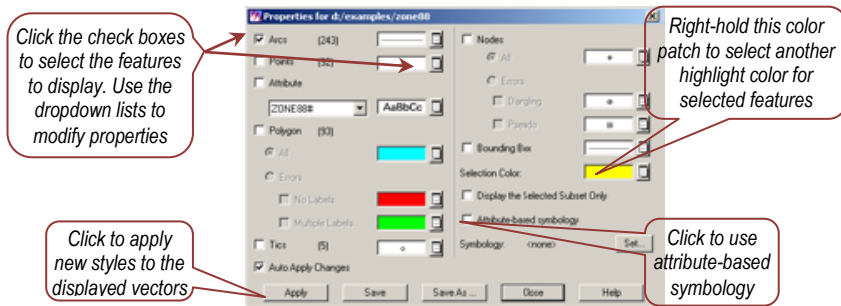 Click the check boxes
to select the features
to display. Use the
dropdown lists to
modify properties
Click to apply
new styles to the
displayed vectors
Properties for d:/examples/zone88
Arcs (243)
Points (92)
Attribute
ZONE88# AaBbCc
Polygon (93)
All
Errors
No Labels
Multiple Labels
Tics (5)
Auto Apply Changes
Nodes
All
Errors
Dangling
Pseudo
Bounding Box
Selection Color:
Display the Selected Subset Only
Attribute-based symbology
Symbology: <none> Set...
Apply Save Save As ... Close Help
Right-hold this color
patch to select another
highlight color for
selected features
Click to use
attribute-based
symbology